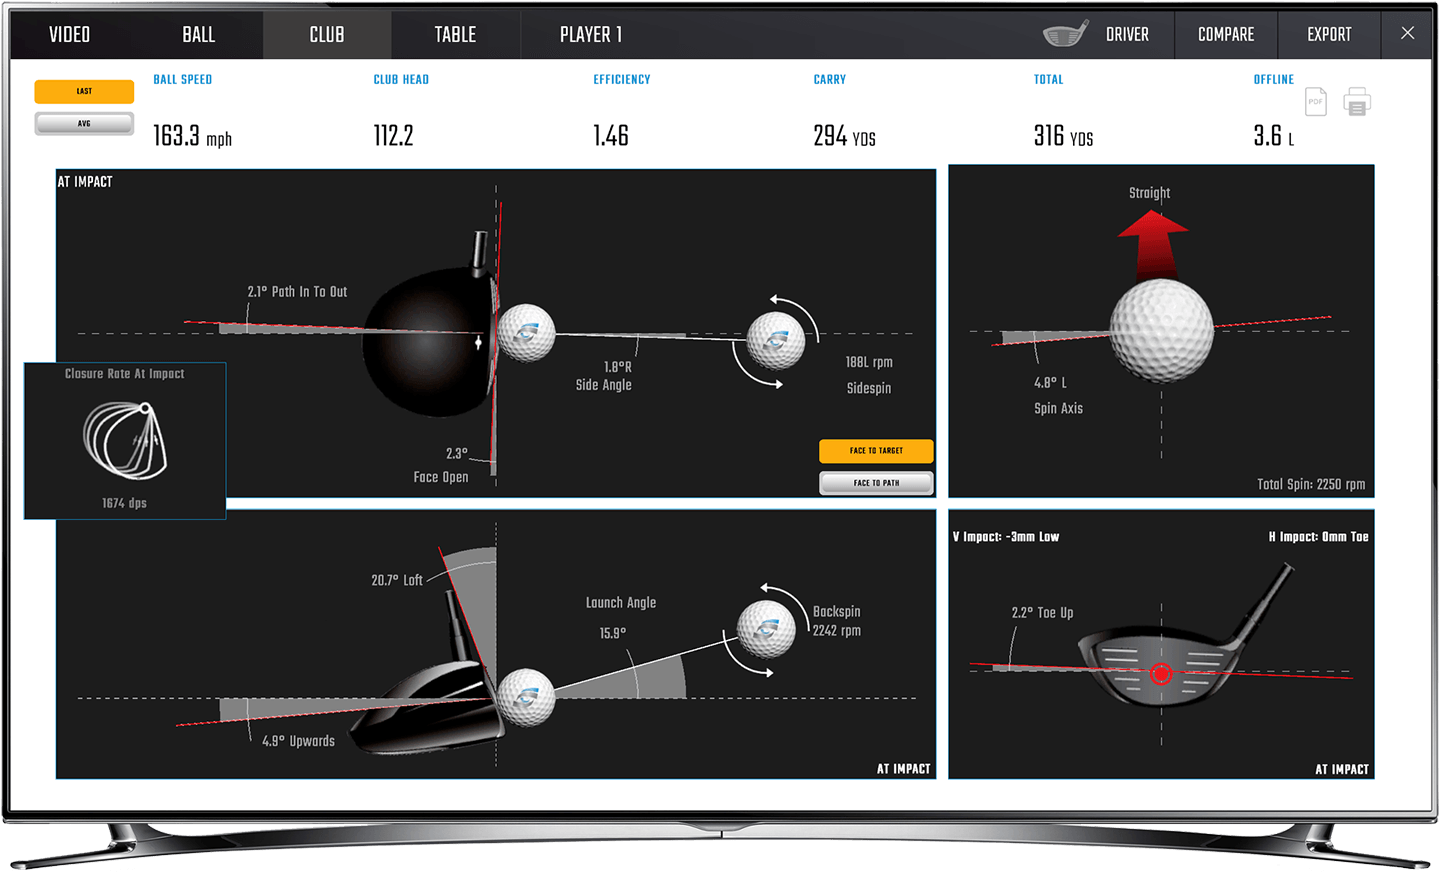 VIDEO
BALL
CLUB
TABLE
PLAYER 1
DRIVER
COMPARE
EXPORT
LAST
AVG
BALL SPEED
CLUB HEAD
EFFICIENCY
CARRY
TOTAL
OFFLINE
PDF
163.3 mph
112.2
1.46
294 YDS
316 YDS
3.6 L
AT IMPACT
2.1° Path In To Out
1.8°R
Side Angle
188L rpm
Sidespin
2.3°
Face Open
FACE TO TARGET
FACE TO PATH
Straight
4.8° L
Spin Axis
Total Spin: 2250 rpm
Closure Rate At Impact
1674 dps
20.7° Loft
Launch Angle
15.9°
Backspin
2242 rpm
4.9° Upwards
AT IMPACT
V Impact: -3mm Low
H Impact: 0mm Toe
2.2° Toe Up
AT IMPACT